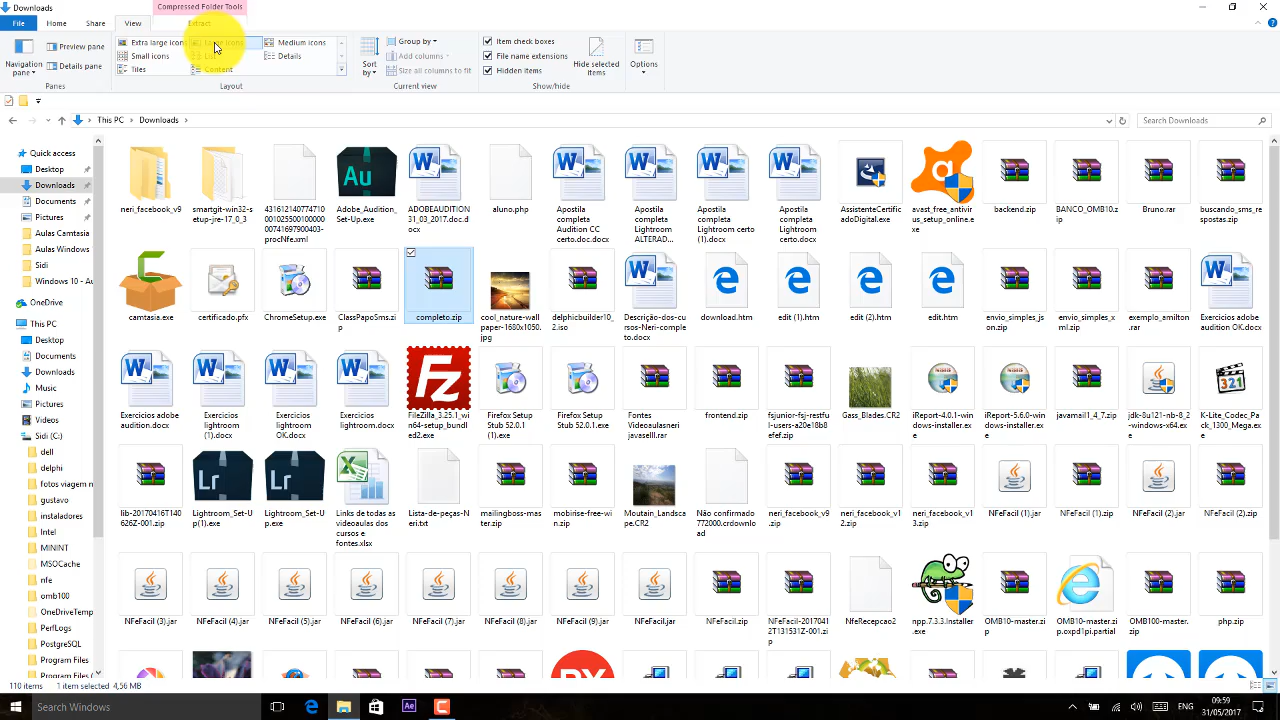 Downloads
Compressed Folder Tools
File
Home
Share
View
Extract
Navigation pane
Preview pane
Details pane
Panes
Extra large icons
Large icons
Medium icons
Small icons
List
Details
Tiles
Content
Layout
Sort by
Group by
Add columns
Size all columns to fit
Current view
Item check boxes
File name extensions
Hidden items
Hide selected items
Show/hide
Options
This PC
Downloads
Search Downloads
Quick access
Desktop
Downloads
Documents
Pictures
Aulas Camtasia
Aulas Windows
Sidi
Windows 10 - A
OneDrive
This PC
Desktop
Documents
Downloads
Music
Pictures
Videos
Sidi (C:)
dell
delphi
fotos viagem n
gustavo
instaladores
Intel
MININT
MSOCache
nfe
omb100
OneDriveTemp
PerfLogs
PostgreSQL
Program Files
Program Files
neri_facebook_v9
smartgit-win32-setup-jre-17_0_3
Adobe_Audition_Set-Up.exe
ADOBEAUDITION31_03_2017.doc.docx
aluno.php
Apostila completa Audition CC certo.doc.docx
Apostila completa Lightroom ALTERAD...
Apostila completa Lightroom certo (1).docx
Apostila completa Lightroom certo.docx
AssistenteCertificadoDigital.exe
avast_free_antivirus_setup_online.exe
backend.zip
BANCO_OMB10.zip
Bruno.rar
buscando_sms_respostas.zip
camtasia.exe
certificado.pfx
ChromeSetup.exe
ClassPapoSms.zip
completo.zip
cool_nature-wallpaper-1680x1050.jpg
delphicbuilder10_2.iso
Descrição-dos-cursos-Neri-completo.docx
download.htm
edit (1).htm
edit (2).htm
edit.htm
envio_simples_json.zip
envio_simples_xml.zip
exemplo_amilton.rar
Exercicios adobe audition OK.docx
Exercicios adobe audition.docx
Exercicios lightroom (1).docx
Exercicios lightroom OK.docx
Exercicios lightroom.docx
FileZilla_3.25.1_win64-setup_bundled2.exe
Firefox Setup Stub 52.0.1 (1).exe
Firefox Setup Stub 52.0.1.exe
Fontes Videoaulasneri javaseIII.rar
frontend.zip
fsjunior-fsj-restful-users-a20e18b8efef.zip
Gass_Blades.CR2
iReport-4.0.1-windows-installer.exe
iReport-5.6.0-windows-installer.exe
javamail1_4_7.zip
jdk-8u121-nb-8_2-windows-x64.exe
K-Lite_Codec_Pack_1300_Mega.exe
lib-20170416T140626Z-001.zip
Lightroom_Set-Up(1).exe
Lightroom_Set-Up.exe
Links de todas as videoaulas dos cursos e fontes.xlsx
Lista-de-peças-Neri.txt
mailingboss-master.zip
mobirise-free-win.zip
Moutain_Landscape.CR2
Não confirmado 772000.crdownload
neri_facebook_v9.zip
neri_facebook_v12.zip
neri_facebook_v13.zip
NFeFacil (1).jar
NFeFacil (1).zip
NFeFacil (2).jar
NFeFacil (2).zip
NFeFacil (3).jar
NFeFacil (4).jar
NFeFacil (5).jar
NFeFacil (6).jar
NFeFacil (7).jar
NFeFacil (8).jar
NFeFacil (9).jar
NFeFacil.jar
NFeFacil.zip
NFeFacil-20170412T131531Z-001.zip
NfeRecepcao2
npp.7.3.3.Installer.exe
OMB10-master.zip
OMB10-master.zip.oxpd1pi.partial
OMB100-master.zip
php.zip
110 items
1 item selected 4,56 MB
Search Windows
ENG
09:59
31/05/2017